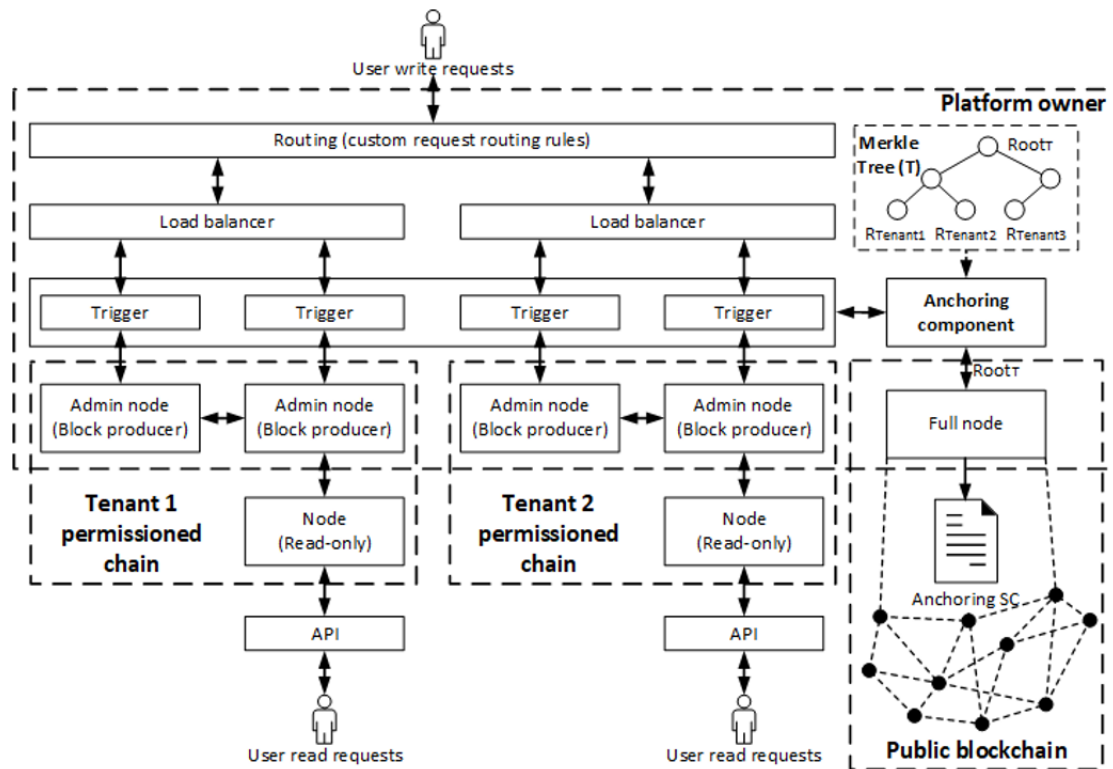 User write requests
Platform owner
Routing (custom request routing rules)
Merkle
Tree (T)
RootT
Load balancer
Load balancer
RTenant1
RTenant2
RTenant3
Trigger
Trigger
Trigger
Trigger
Anchoring
component
RootT
Admin node
(Block producer)
Admin node
(Block producer)
Admin node
(Block producer)
Admin node
(Block producer)
Full node
Tenant 1
permissioned
chain
Node
(Read-only)
Tenant 2
permissioned
chain
Node
(Read-only)
Anchoring SC
API
API
User read requests
User read requests
Public blockchain